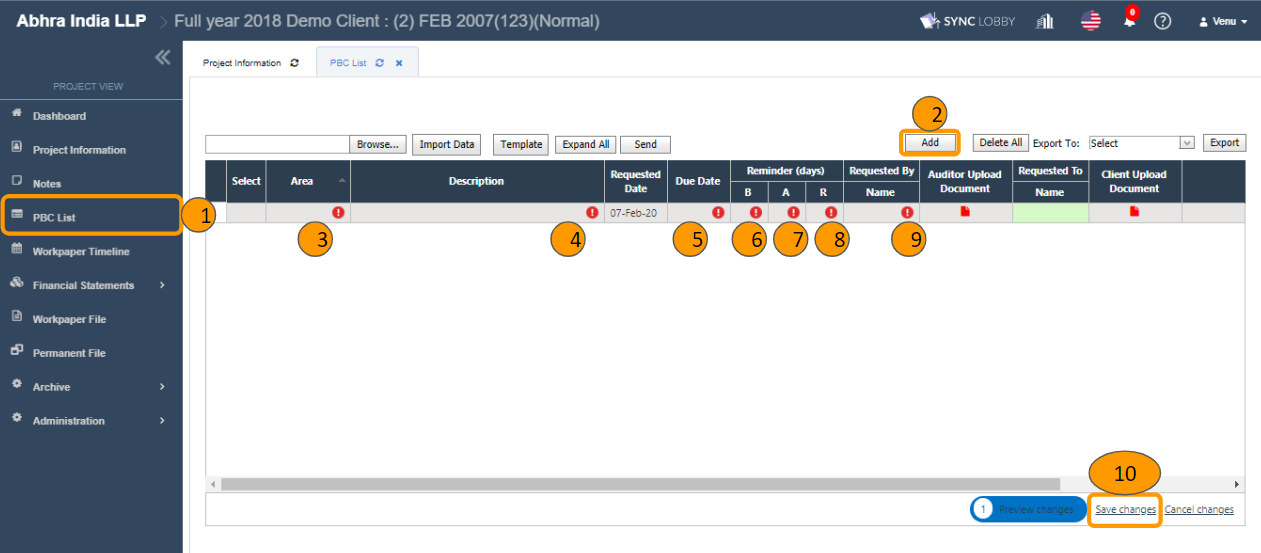 Abhra India LLP > Full year 2018 Demo Client : (2) FEB 2007(123)(Normal) SYNC LOBBY 0 ? Venu
Project Information PBC List
PROJECT VIEW
Dashboard
Project Information
Notes
PBC List
Workpaper Timeline
Financial Statements
Workpaper File
Permanent File
Archive
Administration
2
Browse... Import Data Template Expand All Send Add Delete All Export To: Select Export
Select Area Description Requested Date Due Date Reminder (days) B A R Requested By Name Auditor Upload Document Requested To Name Client Upload Document
07-Feb-20
1 3 4 5 6 7 8 9
10
1 Preview changes Save changes Cancel changes